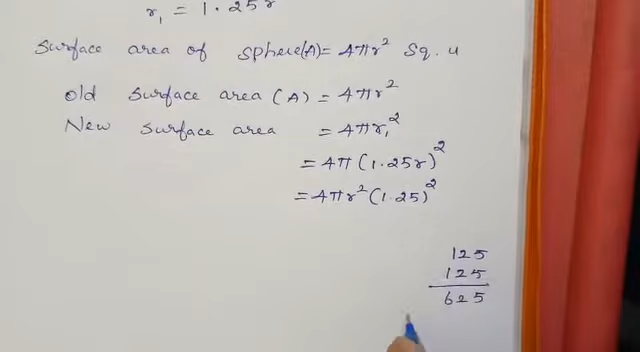 r₁ = 1.25r
Surface area of sphere(A) = 4πr² sq.u
Old surface area (A) = 4πr²
New surface area = 4πr₁²
= 4π(1.25r)²
= 4πr²(1.25)²
125
125
625